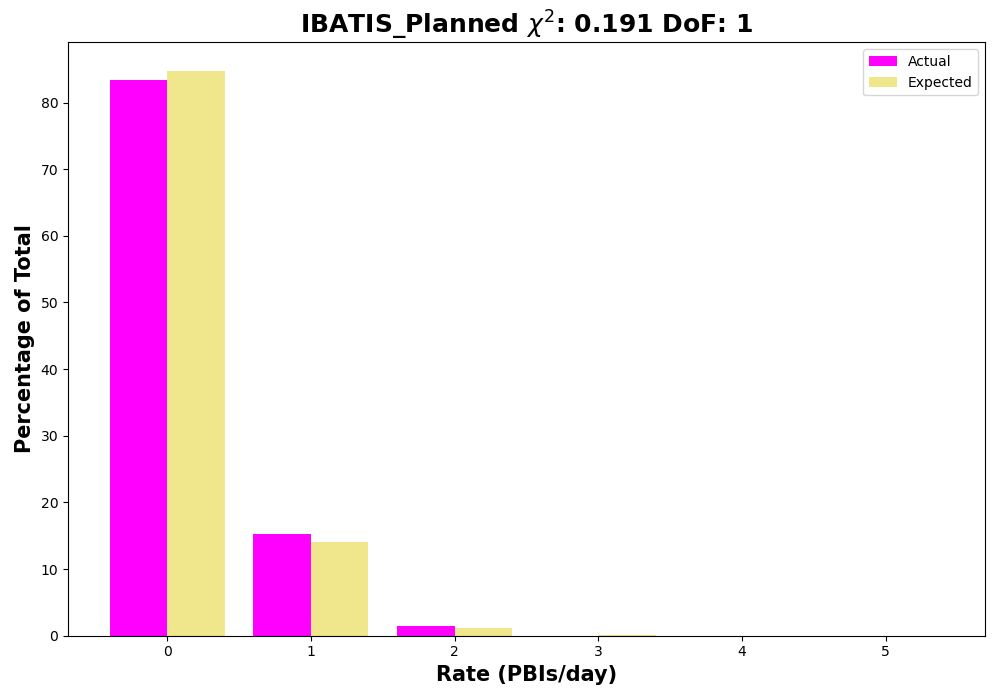 IBATIS_Planned χ²: 0.191 DoF: 1
Actual
Expected
Percentage of Total
80
70
60
50
40
30
20
10
0
0 1 2 3 4 5
Rate (PBIs/day)